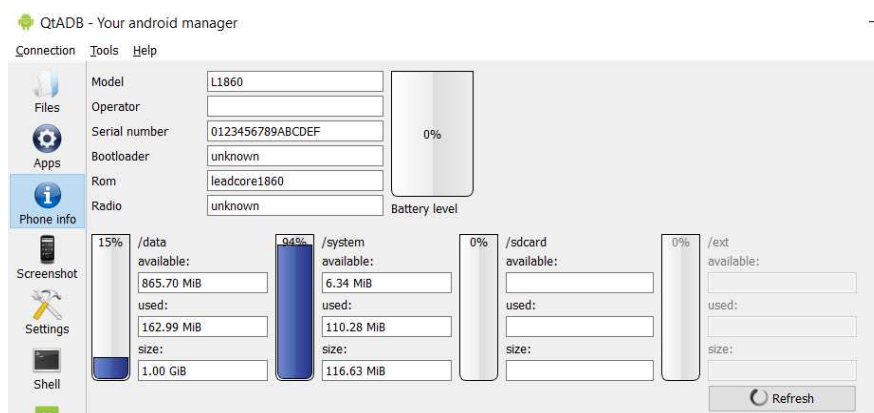 QtADB - Your android manager
Connection Tools Help
Files
Apps
Phone info
Screenshot
Settings
Shell
Model L1860
Operator
Serial number 0123456789ABCDEF
Bootloader unknown
Rom leadcore1860
Radio unknown
0%
Battery level
15% /data
available:
865.70 MiB
used:
162.99 MiB
size:
1.00 GiB
94% /system
available:
6.34 MiB
used:
110.28 MiB
size:
116.63 MiB
0% /sdcard
available:
used:
size:
0% /ext
available:
used:
size:
Refresh